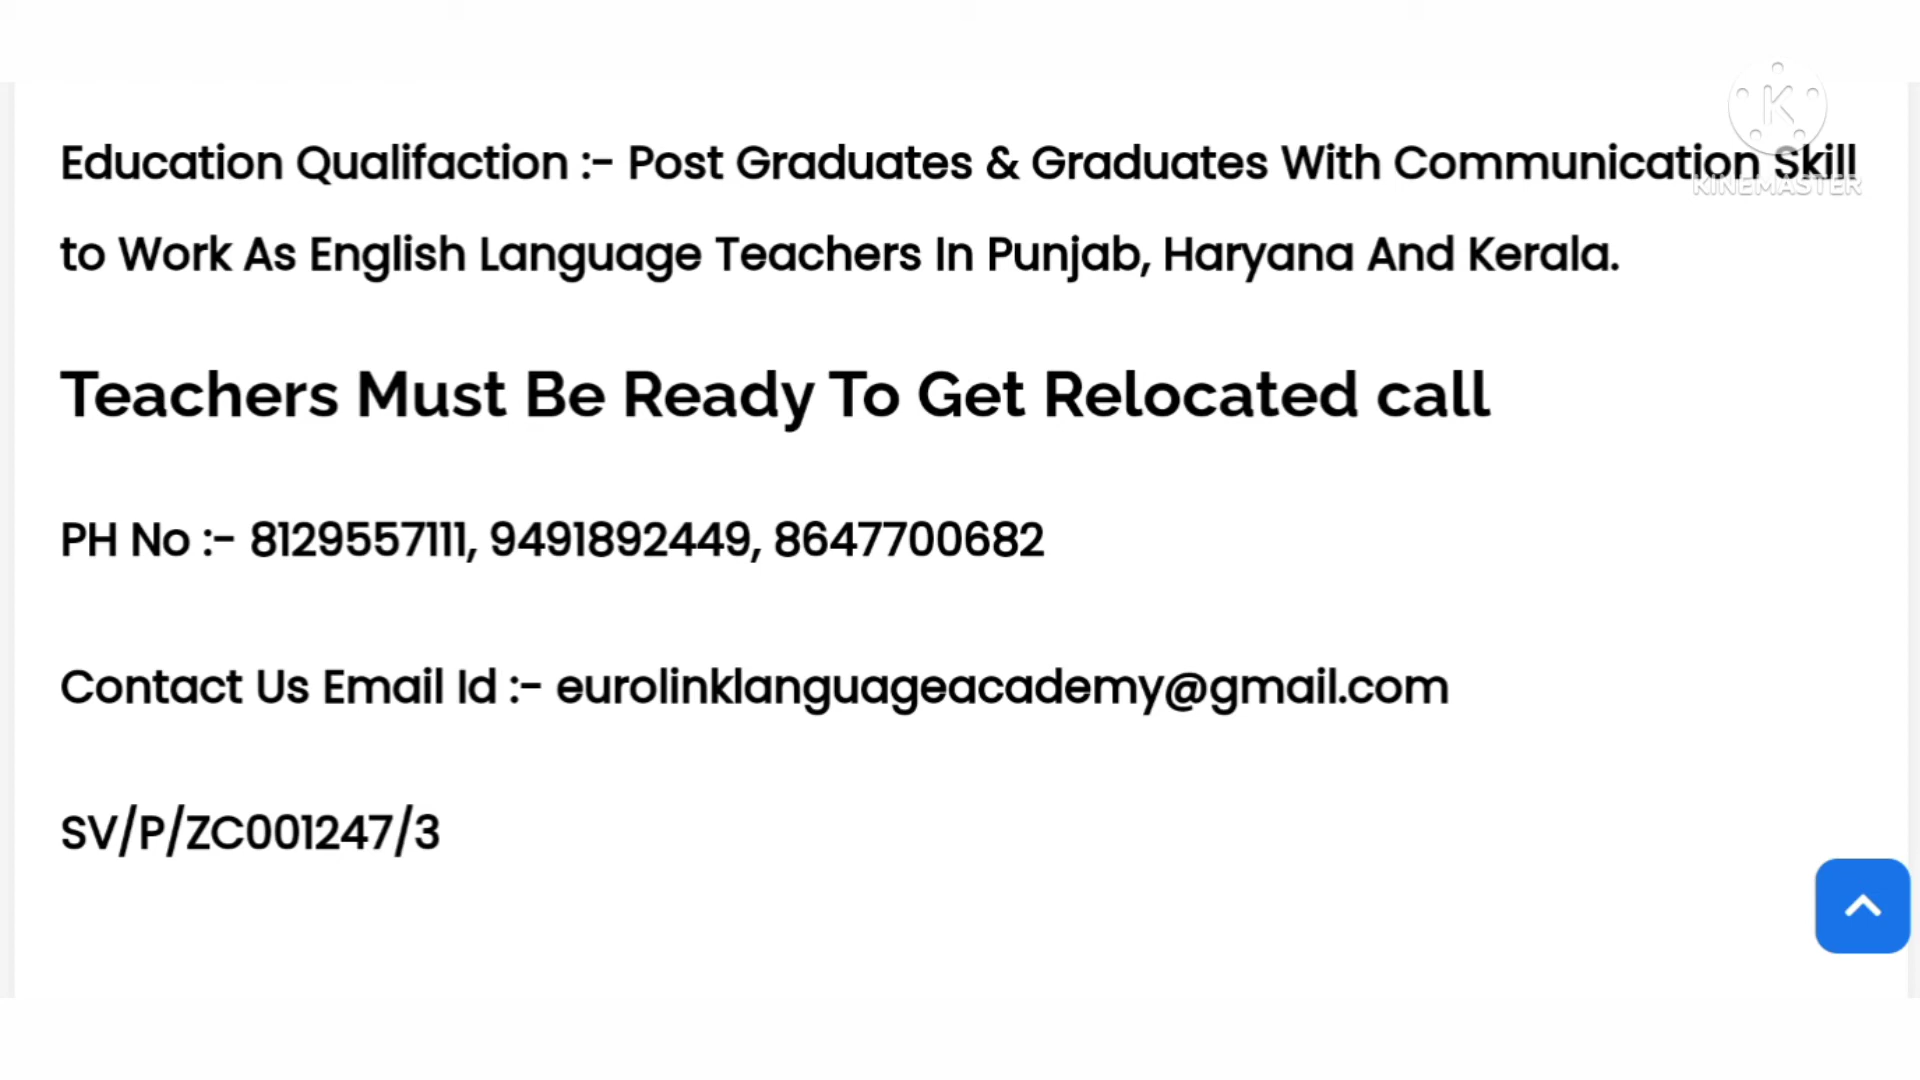 Education Qualifaction :- Post Graduates & Graduates With Communication Skill
to Work As English Language Teachers In Punjab, Haryana And Kerala.
Teachers Must Be Ready To Get Relocated call
PH No :- 8129557111, 9491892449, 8647700682
Contact Us Email Id :- eurolinklanguageacademy@gmail.com
SV/P/ZC001247/3
K
KINEMASTER